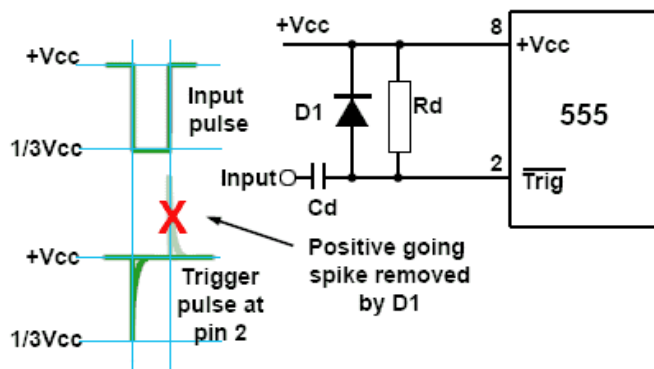 +Vcc
Input
pulse
1/3Vcc
X
+Vcc
Trigger
pulse at
pin 2
1/3Vcc
Positive going
spike removed
by D1
+Vcc
8
+Vcc
D1
Rd
555
Input
Cd
2
Trig